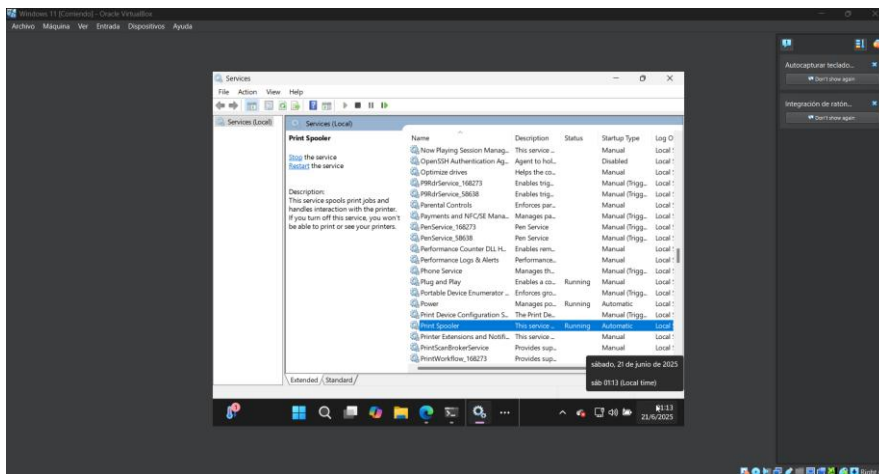 Windows 11 [Corriendo] - Oracle VirtualBox
Archivo Máquina Ver Entrada Dispositivos Ayuda
Autocapturar teclado...
Don't show again
Integración de ratón...
Don't show again
Services
File Action View Help
Services (Local)
Services (Local)
Print Spooler
Stop the service
Restart the service
Description:
This service spools print jobs and
handles interaction with the printer.
If you turn off this service, you won't
be able to print or see your printers.
Name Description Status Startup Type Log O
Now Playing Session Manag... This service ... Manual Local S
OpenSSH Authentication Ag... Agent to hol... Disabled Local S
Optimize drives Helps the co... Manual Local S
P9RdrService_168273 Enables trig... Manual (Trigg... Local S
P9RdrService_58638 Enables trig... Manual (Trigg... Local S
Parental Controls Enforces par... Manual Local S
Payments and NFC/SE Mana... Manages pa... Manual (Trigg... Local S
PenService_168273 Pen Service Manual (Trigg... Local S
PenService_58638 Pen Service Manual (Trigg... Local S
Performance Counter DLL H... Enables rem... Manual Local S
Performance Logs & Alerts Performance... Manual Local S
Phone Service Manages th... Manual (Trigg... Local S
Plug and Play Enables a co... Running Manual Local S
Portable Device Enumerator ... Enforces gro... Manual (Trigg... Local S
Power Manages po... Running Automatic Local S
Print Device Configuration S... The Print De... Manual (Trigg... Local S
Print Spooler This service ... Running Automatic Local S
Printer Extensions and Notifi... This service ... Manual Local S
PrintScanBrokerService Provides sup... Manual Local S
PrintWorkflow_168273 Provides sup...
Extended Standard
sábado, 21 de junio de 2025
sáb 01:13 (Local time)
1:13
21/6/2025
Right